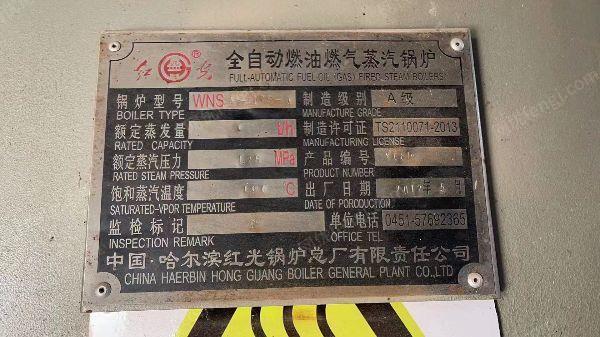 红光®
全自动燃油燃气蒸汽锅炉
FULL-AUTOMATIC FUEL OIL (GAS) FIRED STEAM BOILERS
锅炉型号 WNS 制造级别 A级
BOILER TYPE MANUFACTURE GRADE
额定蒸发量 t/h 制造许可证 TS2110071-2013
RATED CAPACITY MANUFACTURING LICENSE
额定蒸汽压力 MPa 产品编号
RATED STEAM PRESSURE PRODUCT NUMBER
饱和蒸汽温度 ℃ 出厂日期 2012年5月
SATURATED-VPOR TEMPERATURE DATE OF PORODUCTION
监检标记 单位电话 0451-57692365
INSPECTION REMARK OFFICE TEL
中国·哈尔滨红光锅炉总厂有限责任公司
CHINA HAERBIN HONG GUANG BOILER GENERAL PLANT CO.,LTD